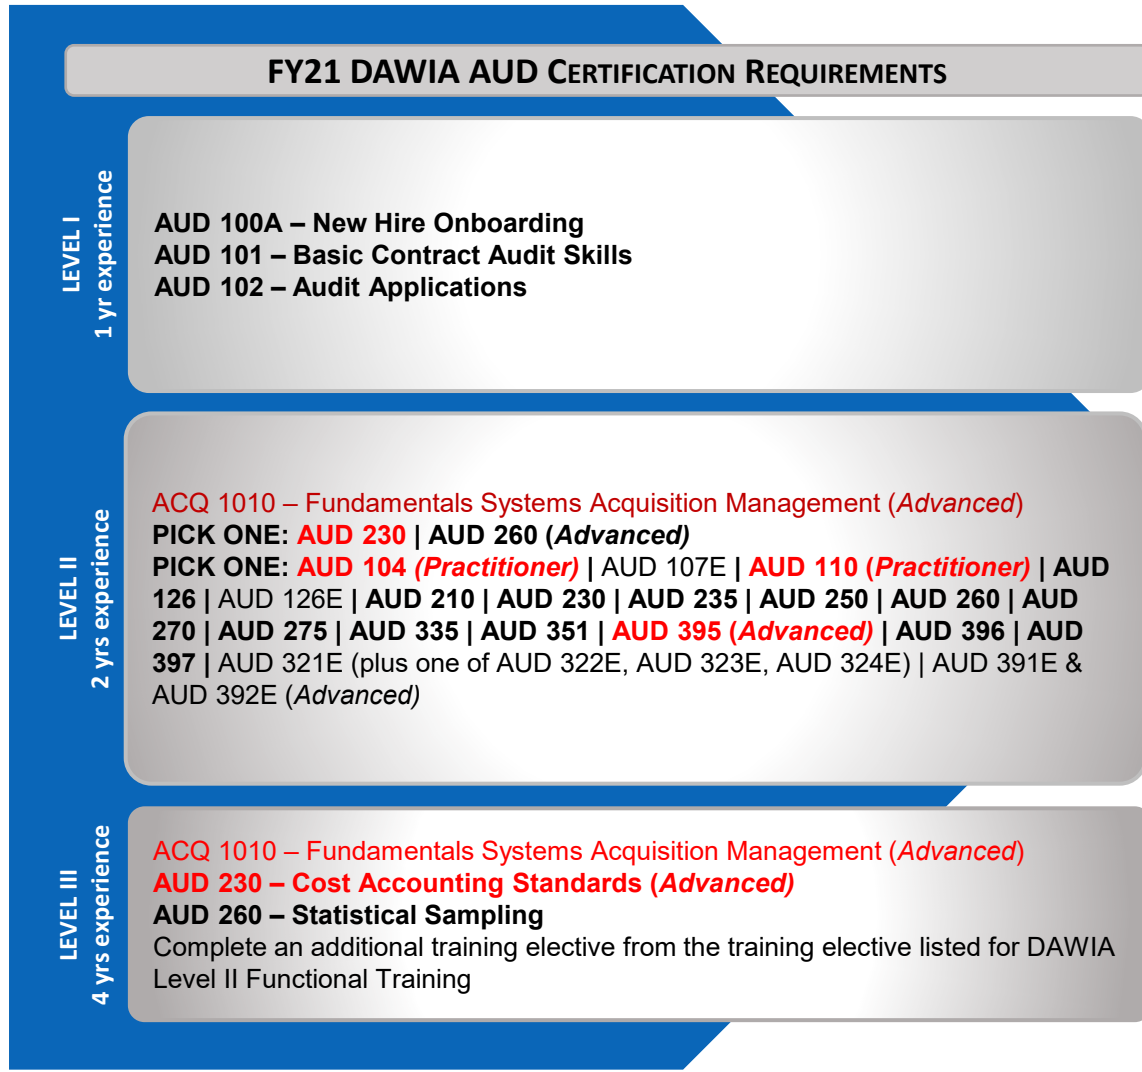 FY21 DAWIA AUD CERTIFICATION REQUIREMENTS
LEVEL I
1 yr experience
AUD 100A – New Hire Onboarding
AUD 101 – Basic Contract Audit Skills
AUD 102 – Audit Applications
LEVEL II
2 yrs experience
ACQ 1010 – Fundamentals Systems Acquisition Management (Advanced)
PICK ONE: AUD 230 | AUD 260 (Advanced)
PICK ONE: AUD 104 (Practitioner) | AUD 107E | AUD 110 (Practitioner) | AUD
126 | AUD 126E | AUD 210 | AUD 230 | AUD 235 | AUD 250 | AUD 260 | AUD
270 | AUD 275 | AUD 335 | AUD 351 | AUD 395 (Advanced) | AUD 396 | AUD
397 | AUD 321E (plus one of AUD 322E, AUD 323E, AUD 324E) | AUD 391E &
AUD 392E (Advanced)
LEVEL III
4 yrs experience
ACQ 1010 – Fundamentals Systems Acquisition Management (Advanced)
AUD 230 – Cost Accounting Standards (Advanced)
AUD 260 – Statistical Sampling
Complete an additional training elective from the training elective listed for DAWIA
Level II Functional Training